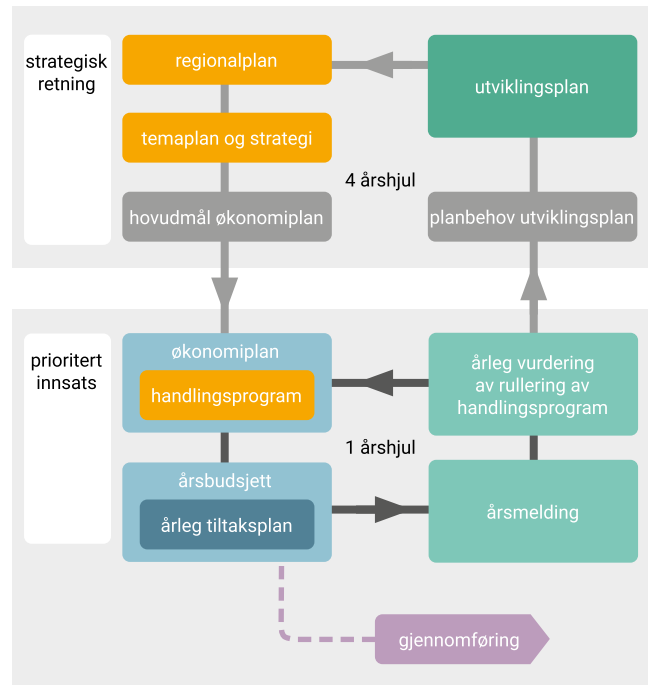 strategisk
retning
regionalplan
utviklingsplan
temaplan og strategi
4 årshjul
hovudmål økonomiplan
planbehov utviklingsplan
prioritert
innsats
økonomiplan
handlingsprogram
årleg vurdering
av rullering av
handlingsprogram
1 årshjul
årsbudsjett
årleg tiltaksplan
årsmelding
gjennomføring